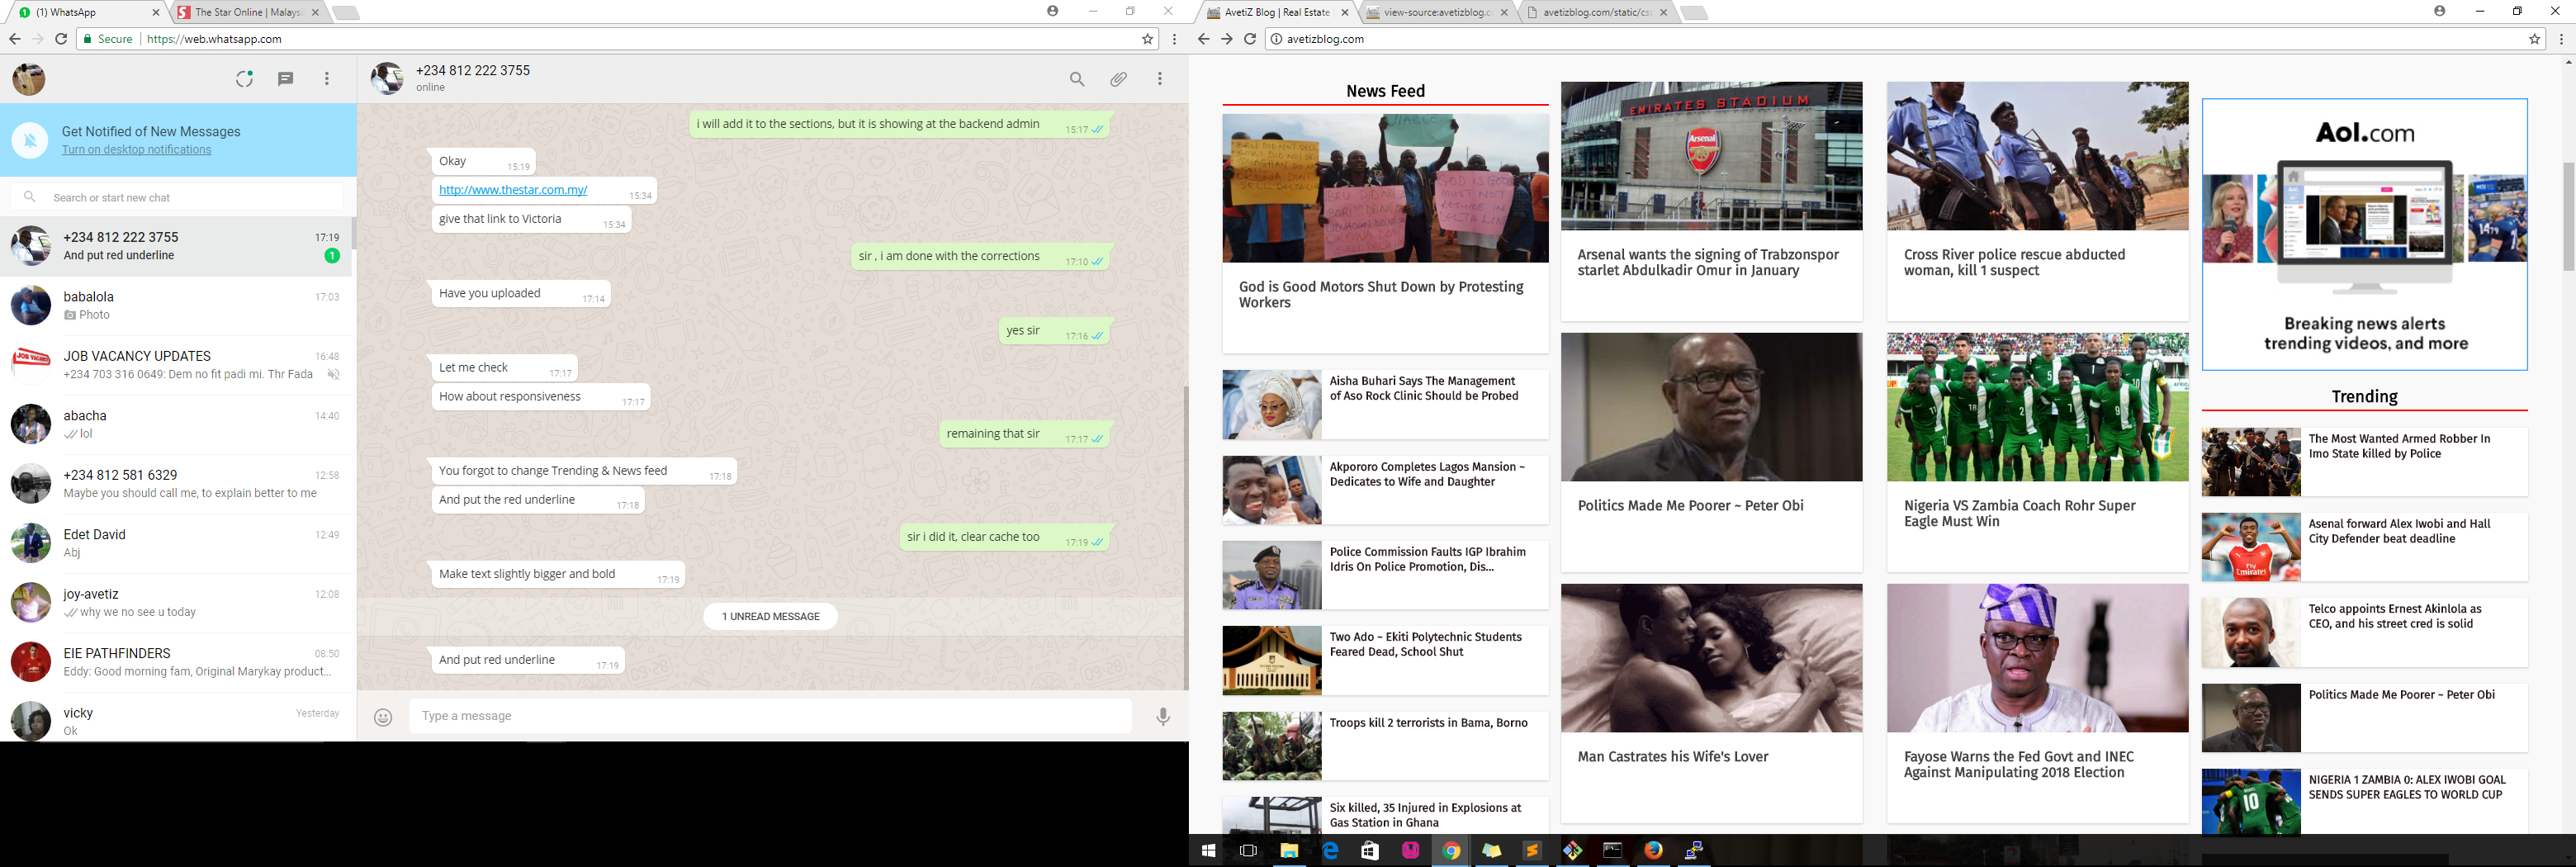 (1) WhatsApp
The Star Online | Malaysi
Secure
https://web.whatsapp.com
Get Notified of New Messages
Turn on desktop notifications
Search or start new chat
+234 812 222 3755
17:19
And put red underline
1
babalola
17:03
Photo
JOB VACANCY UPDATES
16:48
+234 703 316 0649: Dem no fit padi mi. Thr Fada
abacha
14:40
lol
+234 812 581 6329
12:58
Maybe you should call me, to explain better to me
Edet David
12:49
Abj
joy-avetiz
12:08
why we no see u today
EIE PATHFINDERS
08:50
Eddy: Good morning fam, Original Marykay product...
vicky
Yesterday
Ok
+234 812 222 3755
online
i will add it to the sections, but it is showing at the backend admin
15:17
Okay
15:19
http://www.thestar.com.my/
15:34
give that link to Victoria
15:34
sir , i am done with the corrections
17:10
Have you uploaded
17:14
yes sir
17:16
Let me check
17:17
How about responsiveness
17:17
remaining that sir
17:17
You forgot to change Trending & News feed
17:18
And put the red underline
17:18
sir i did it, clear cache too
17:19
Make text slightly bigger and bold
17:19
1 UNREAD MESSAGE
And put red underline
17:19
Type a message
AvetiZ Blog | Real Estate
view-source:avetizblog.c
avetizblog.com/static/cs
avetizblog.com
News Feed
God is Good Motors Shut Down by Protesting
Workers
Aisha Buhari Says The Management
of Aso Rock Clinic Should be Probed
Akpororo Completes Lagos Mansion ~
Dedicates to Wife and Daughter
Police Commission Faults IGP Ibrahim
Idris On Police Promotion, Dis...
Two Ado ~ Ekiti Polytechnic Students
Feared Dead, School Shut
Troops kill 2 terrorists in Bama, Borno
Six killed, 35 Injured in Explosions at
Gas Station in Ghana
EMIRATES STADIUM
Arsenal
Arsenal wants the signing of Trabzonspor
starlet Abdulkadir Omur in January
Politics Made Me Poorer ~ Peter Obi
Man Castrates his Wife's Lover
Cross River police rescue abducted
woman, kill 1 suspect
Nigeria VS Zambia Coach Rohr Super
Eagle Must Win
Fayose Warns the Fed Govt and INEC
Against Manipulating 2018 Election
Aol.com
Breaking news alerts
trending videos, and more
Trending
The Most Wanted Armed Robber In
Imo State killed by Police
Asenal forward Alex Iwobi and Hall
City Defender beat deadline
Telco appoints Ernest Akinlola as
CEO, and his street cred is solid
Politics Made Me Poorer ~ Peter Obi
NIGERIA 1 ZAMBIA 0: ALEX IWOBI GOAL
SENDS SUPER EAGLES TO WORLD CUP